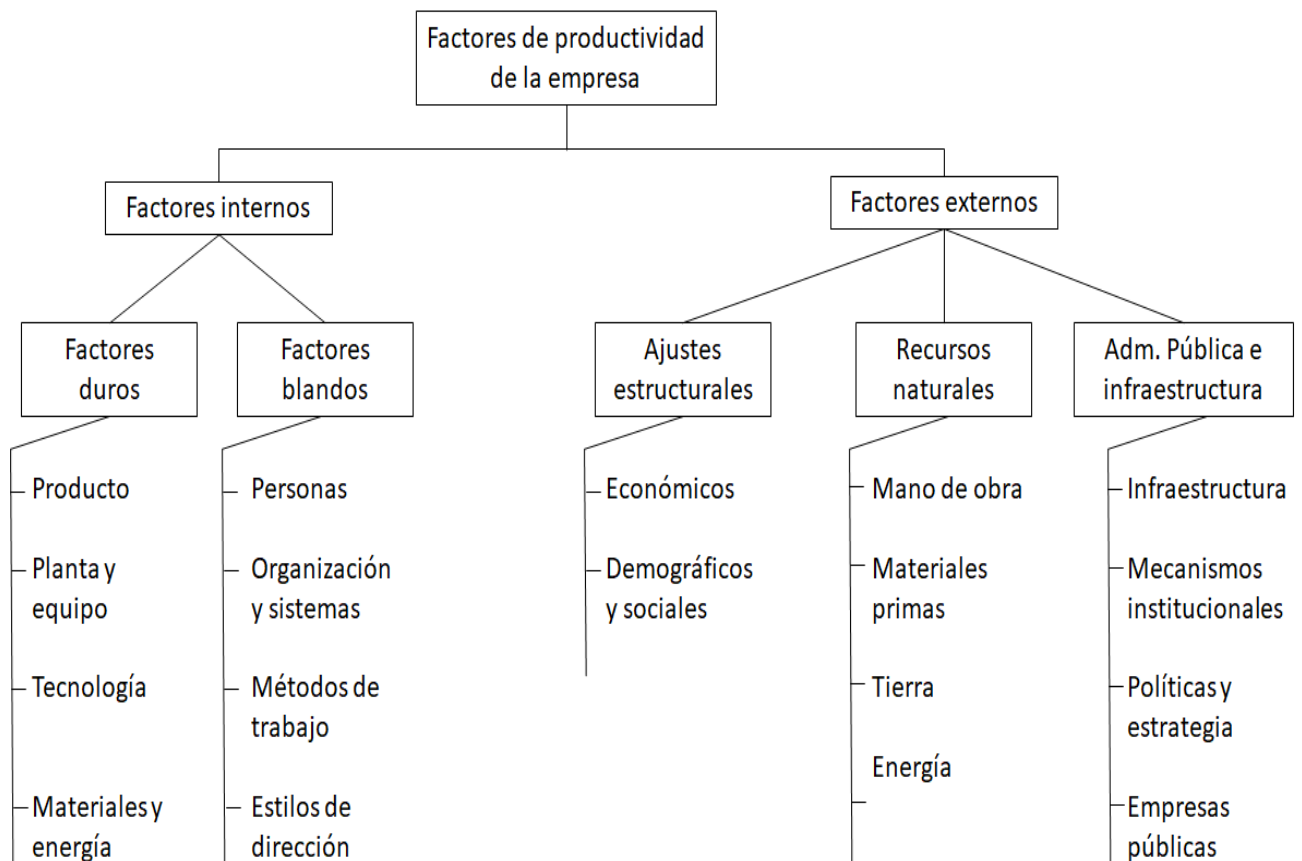 Factores de productividad
de la empresa
Factores internos
Factores externos
Factores
duros
Factores
blandos
Ajustes
estructurales
Recursos
naturales
Adm. Pública e
infraestructura
Producto
Planta y
equipo
Tecnología
Materiales y
energía
Personas
Organización
y sistemas
Métodos de
trabajo
Estilos de
dirección
Económicos
Demográficos
y sociales
Mano de obra
Materiales
primas
Tierra
Energía
Infraestructura
Mecanismos
institucionales
Políticas y
estrategia
Empresas
públicas